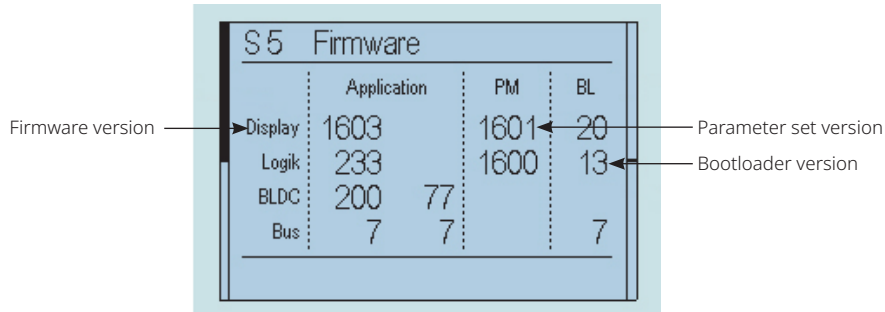 S 5 Firmware
Application PM BL
Firmware version Display 1603 1601 20 Parameter set version
Logik 233 1600 13 Bootloader version
BLDC 200 77
Bus 7 7 7